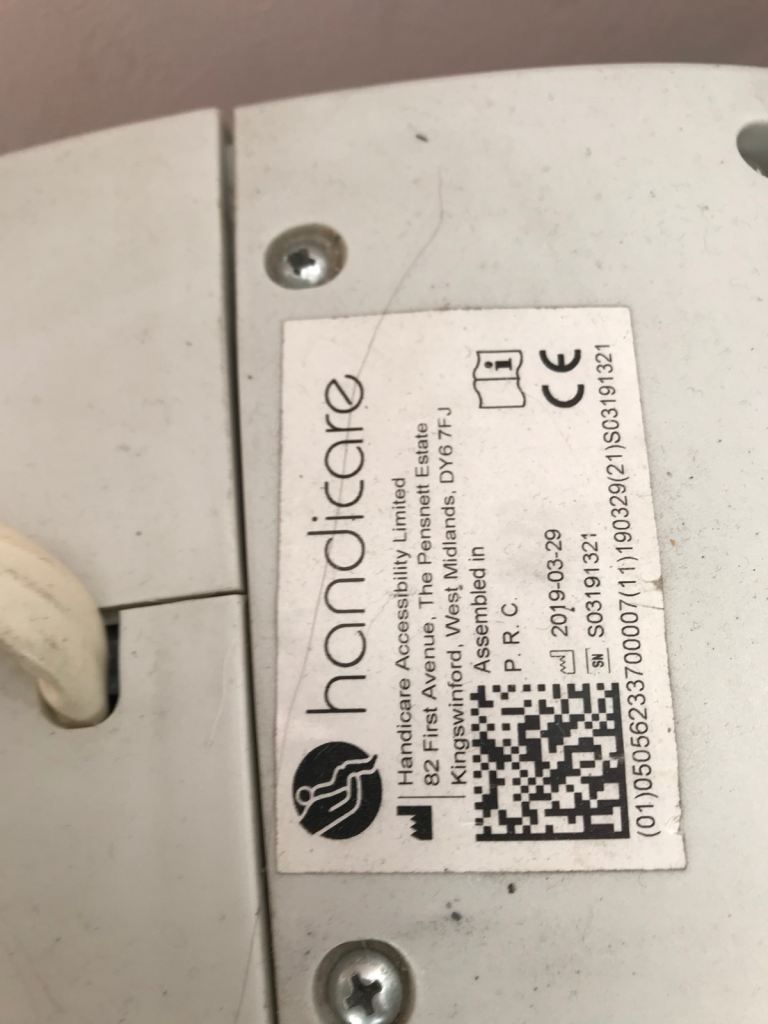 handicare
Handicare Accessibility Limited
82 First Avenue, The Pensnett Estate
Kingswinford, West Midlands, DY6 7FJ
Assembled in
P. R. C.
2019-03-29
SN S03191321
(01)05056233700007(11)190329(21)S03191321
i
CE